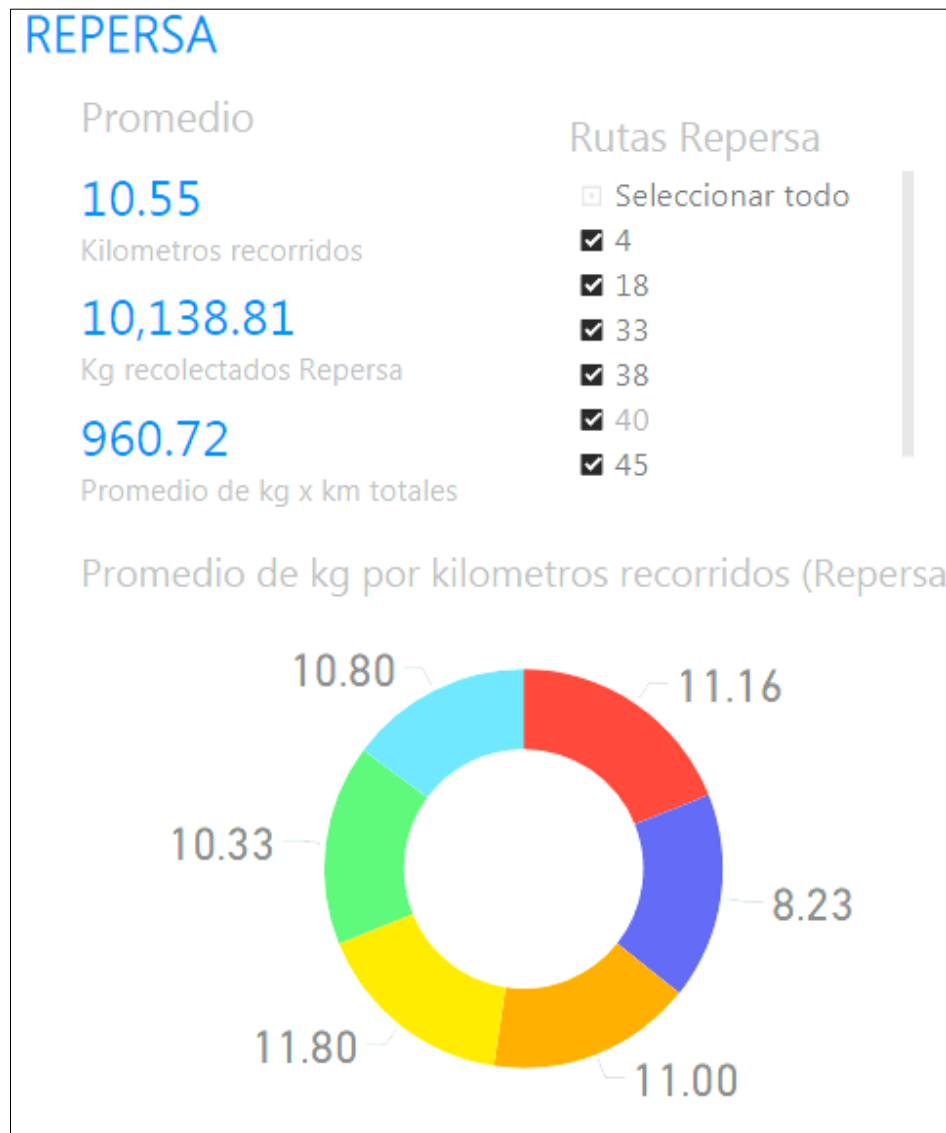 REPERSA
Promedio
10.55
Kilometros recorridos
10,138.81
Kg recolectados Repersa
960.72
Promedio de kg x km totales
Rutas Repersa
Seleccionar todo
4
18
33
38
40
45
Promedio de kg por kilometros recorridos (Repersa
10.80
11.16
10.33
8.23
11.80
11.00